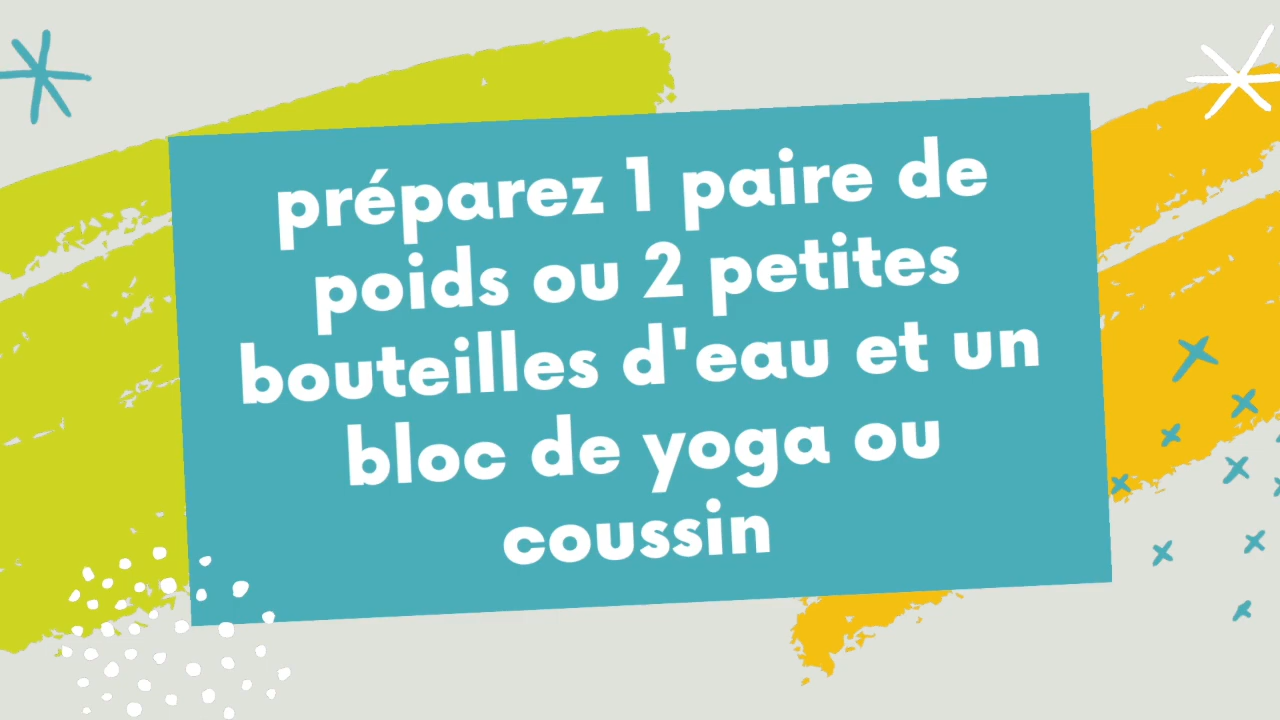 préparez 1 paire de
poids ou 2 petites
bouteilles d'eau et un
bloc de yoga ou
coussin